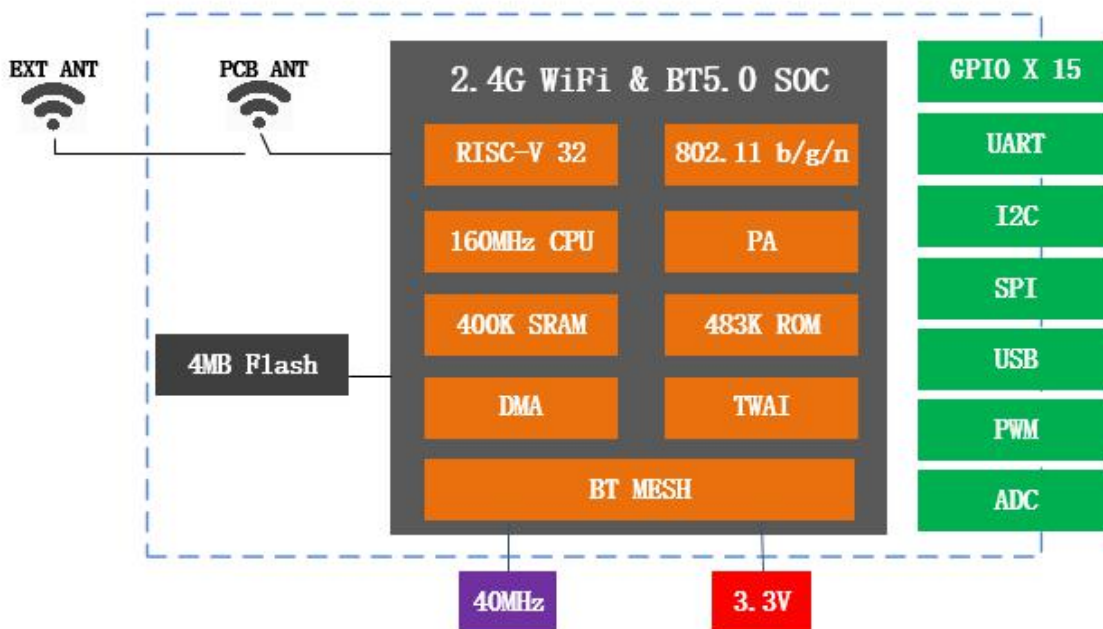 EXT ANT
PCB ANT
2.4G WiFi & BT5.0 SOC
RISC-V 32
802.11 b/g/n
160MHz CPU
PA
400K SRAM
483K ROM
4MB Flash
DMA
TWAI
BT MESH
40MHz
3.3V
GPIO X 15
UART
I2C
SPI
USB
PWM
ADC